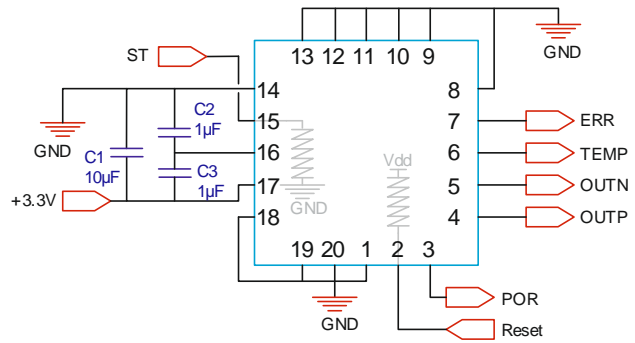 GND
ST
13 12 11 10 9
14
8
15
7
ERR
C2
1µF
16
6
TEMP
GND
C1
10µF
C3
1µF
Vdd
17
5
OUTN
+3.3V
GND
18
4
OUTP
19 20 1 2 3
POR
GND
Reset